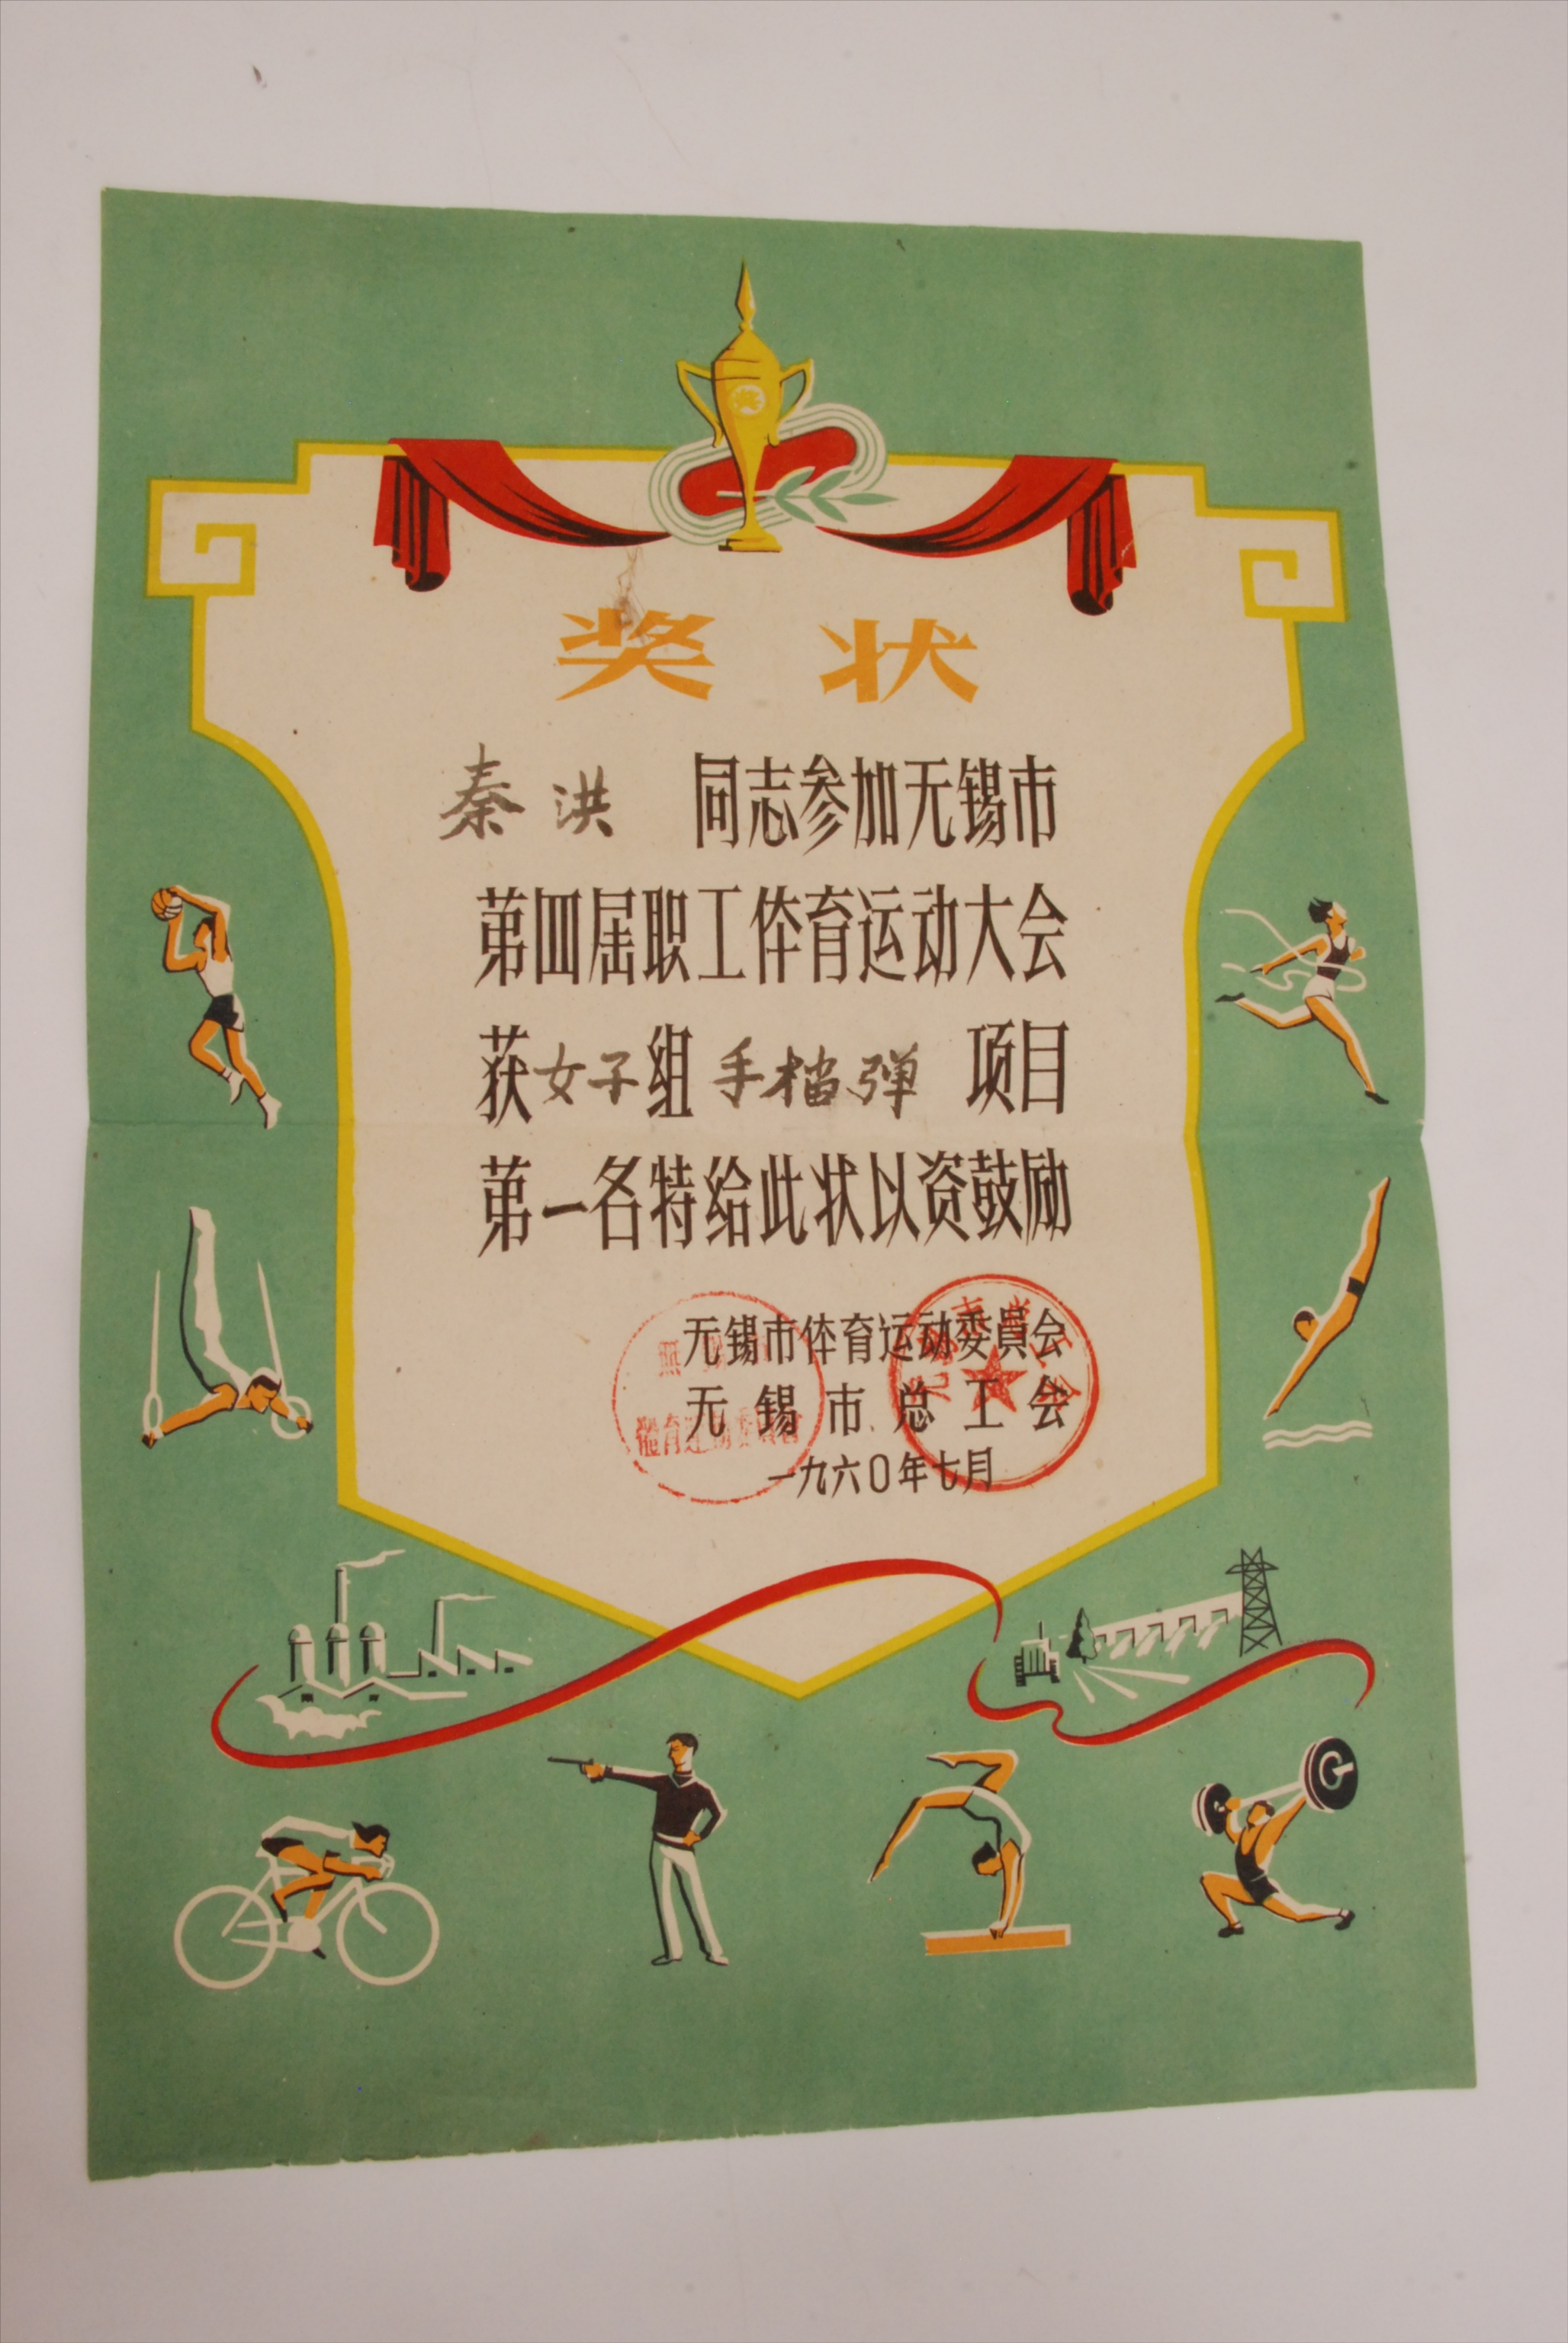 奖状
秦洪 同志参加无锡市
第四届职工体育运动大会
获女子组手榴弹 项目
第一名特给此状以资鼓励
无锡市体育运动委員会
无锡市总工会
一九六〇年七月